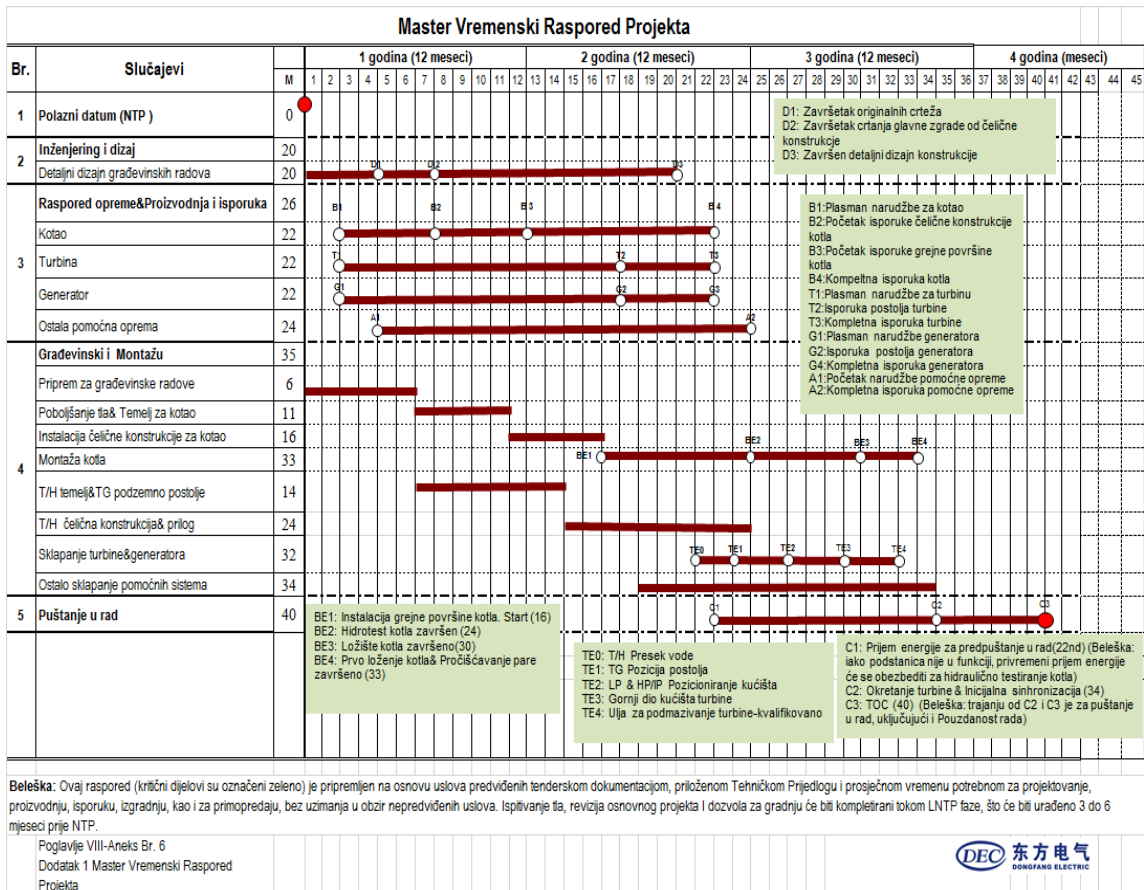 Master Vremenski Raspored Projekta
Br. Slučajevi 1 godina (12 meseci) 2 godina (12 meseci) 3 godina (12 meseci) 4 godina (meseci)
M 1 2 3 4 5 6 7 8 9 10 11 12 13 14 15 16 17 18 19 20 21 22 23 24 25 26 27 28 29 30 31 32 33 34 35 36 37 38 39 40 41 42 43 44 45
1 Polazni datum (NTP ) 0
D1: Završetak originalnih crteža
D2: Završetak crtanja glavne zgrade od čelične
konstrukcje
D3: Završen detaljni dizajn konstrukcije
2 Inženjering i dizaj 20
Detaljni dizajn građevinskih radova 20 D1 D2 D3
3 Raspored opreme&Proizvodnja i isporuka 26
B1 B2 B3 B4
Kotao 22
Turbina 22 T1 T2 T3
Generator 22 G1 G2 G3
Ostala pomoćna oprema 24 A1 A2
B1:Plasman narudžbe za kotao
B2:Početak isporuke čelične konstrukcije
kotla
B3:Početak isporuke grejne površine
kotla
B4:Kompeltna isporuka kotla
T1:Plasman narudžbe za turbinu
T2:Isporuka postolja turbine
T3:Kompletna isporuka turbine
G1:Plasman narudžbe generatora
G2:Isporuka postolja generatora
G4:Kompletna isporuka generatora
A1:Početak narudžbe pomoćne opreme
A2:Kompletna isporuka pomoćne opreme
4 Građevinski i Montažu 35
Priprem za građevinske radove 6
Poboljšanje tla& Temelj za kotao 11
Instalacija čelične konstrukcije za kotao 16
Montaža kotla 33 BE1 BE2 BE3 BE4
T/H temelj&TG podzemno postolje 14
T/H čelična konstrukcija& prilog 24
Sklapanje turbine&generatora 32 TE0 TE1 TE2 TE3 TE4
Ostalo sklapanje pomoćnih sistema 34
5 Puštanje u rad 40 C1 C2 C3
BE1: Instalacija grejne površine kotla. Start (16)
BE2: Hidrotest kotla završen (24)
BE3: Ložište kotla završeno(30)
BE4: Prvo loženje kotla& Pročišćavanje pare
završeno (33)
TE0: T/H Presek vode
TE1: TG Pozicija postolja
TE2: LP & HP/IP Pozicioniranje kućišta
TE3: Gornji dio kućišta turbine
TE4: Ulja za podmazivanje turbine-kvalifikovano
C1: Prijem energije za predpuštanje u rad(22nd) (Beleška:
iako podstanica nije u funkciji, privremeni prijem energije
će se obezbediti za hidraulično testiranje kotla)
C2: Okretanje turbine & Inicijalna sinhronizacija (34)
C3: TOC (40) (Beleška: trajanju od C2 i C3 je za puštanje
u rad, uključujući i Pouzdanost rada)
Beleška: Ovaj raspored (kritični dijelovi su označeni zeleno) je pripremljen na osnovu uslova predviđenih tenderskom dokumentacijom, priloženom Tehničkom Prijedlogu i prosječnom vremenu potrebnom za projektovanje,
proizvodnju, isporuku, izgradnju, kao i za primopredaju, bez uzimanja u obzir nepredviđenih uslova. Ispitivanje tla, revizija osnovnog projekta I dozvola za gradnju će biti kompletirani tokom LNTP faze, što će biti urađeno 3 do 6
mjeseci prije NTP.
Poglavlje VIII-Aneks Br. 6
Dodatak 1 Master Vremenski Raspored
Projekta
DEC 东方电气
DONGFANG ELECTRIC